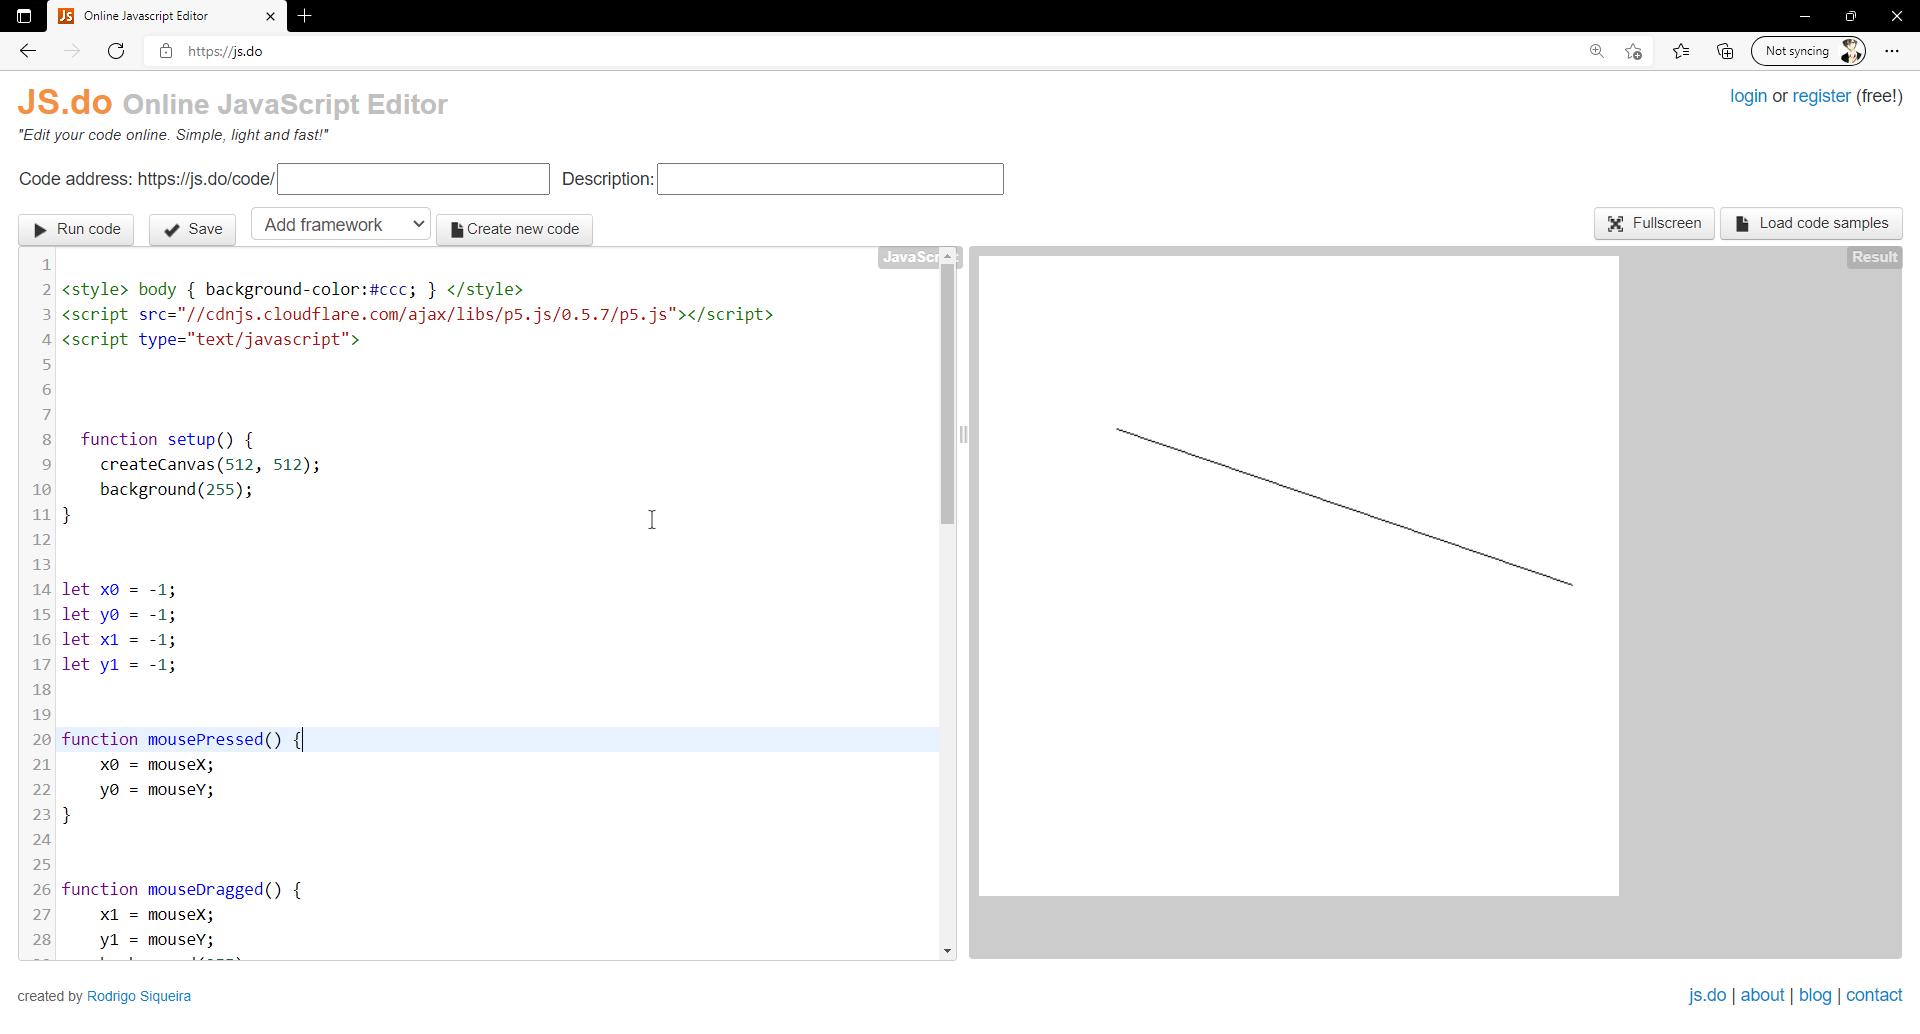 Online Javascript Editor
https://js.do
Not syncing
JS.do Online JavaScript Editor
login or register (free!)
"Edit your code online. Simple, light and fast!"
Code address: https://js.do/code/ Description:
Run code Save Add framework Create new code Fullscreen Load code samples
JavaScr Result
1
2 <style> body { background-color:#ccc; } </style>
3 <script src="//cdnjs.cloudflare.com/ajax/libs/p5.js/0.5.7/p5.js"></script>
4 <script type="text/javascript">
5
6
7
8 function setup() {
9 createCanvas(512, 512);
10 background(255);
11 }
12
13
14 let x0 = -1;
15 let y0 = -1;
16 let x1 = -1;
17 let y1 = -1;
18
19
20 function mousePressed() {
21 x0 = mouseX;
22 y0 = mouseY;
23 }
24
25
26 function mouseDragged() {
27 x1 = mouseX;
28 y1 = mouseY;
created by Rodrigo Siqueira
js.do | about | blog | contact